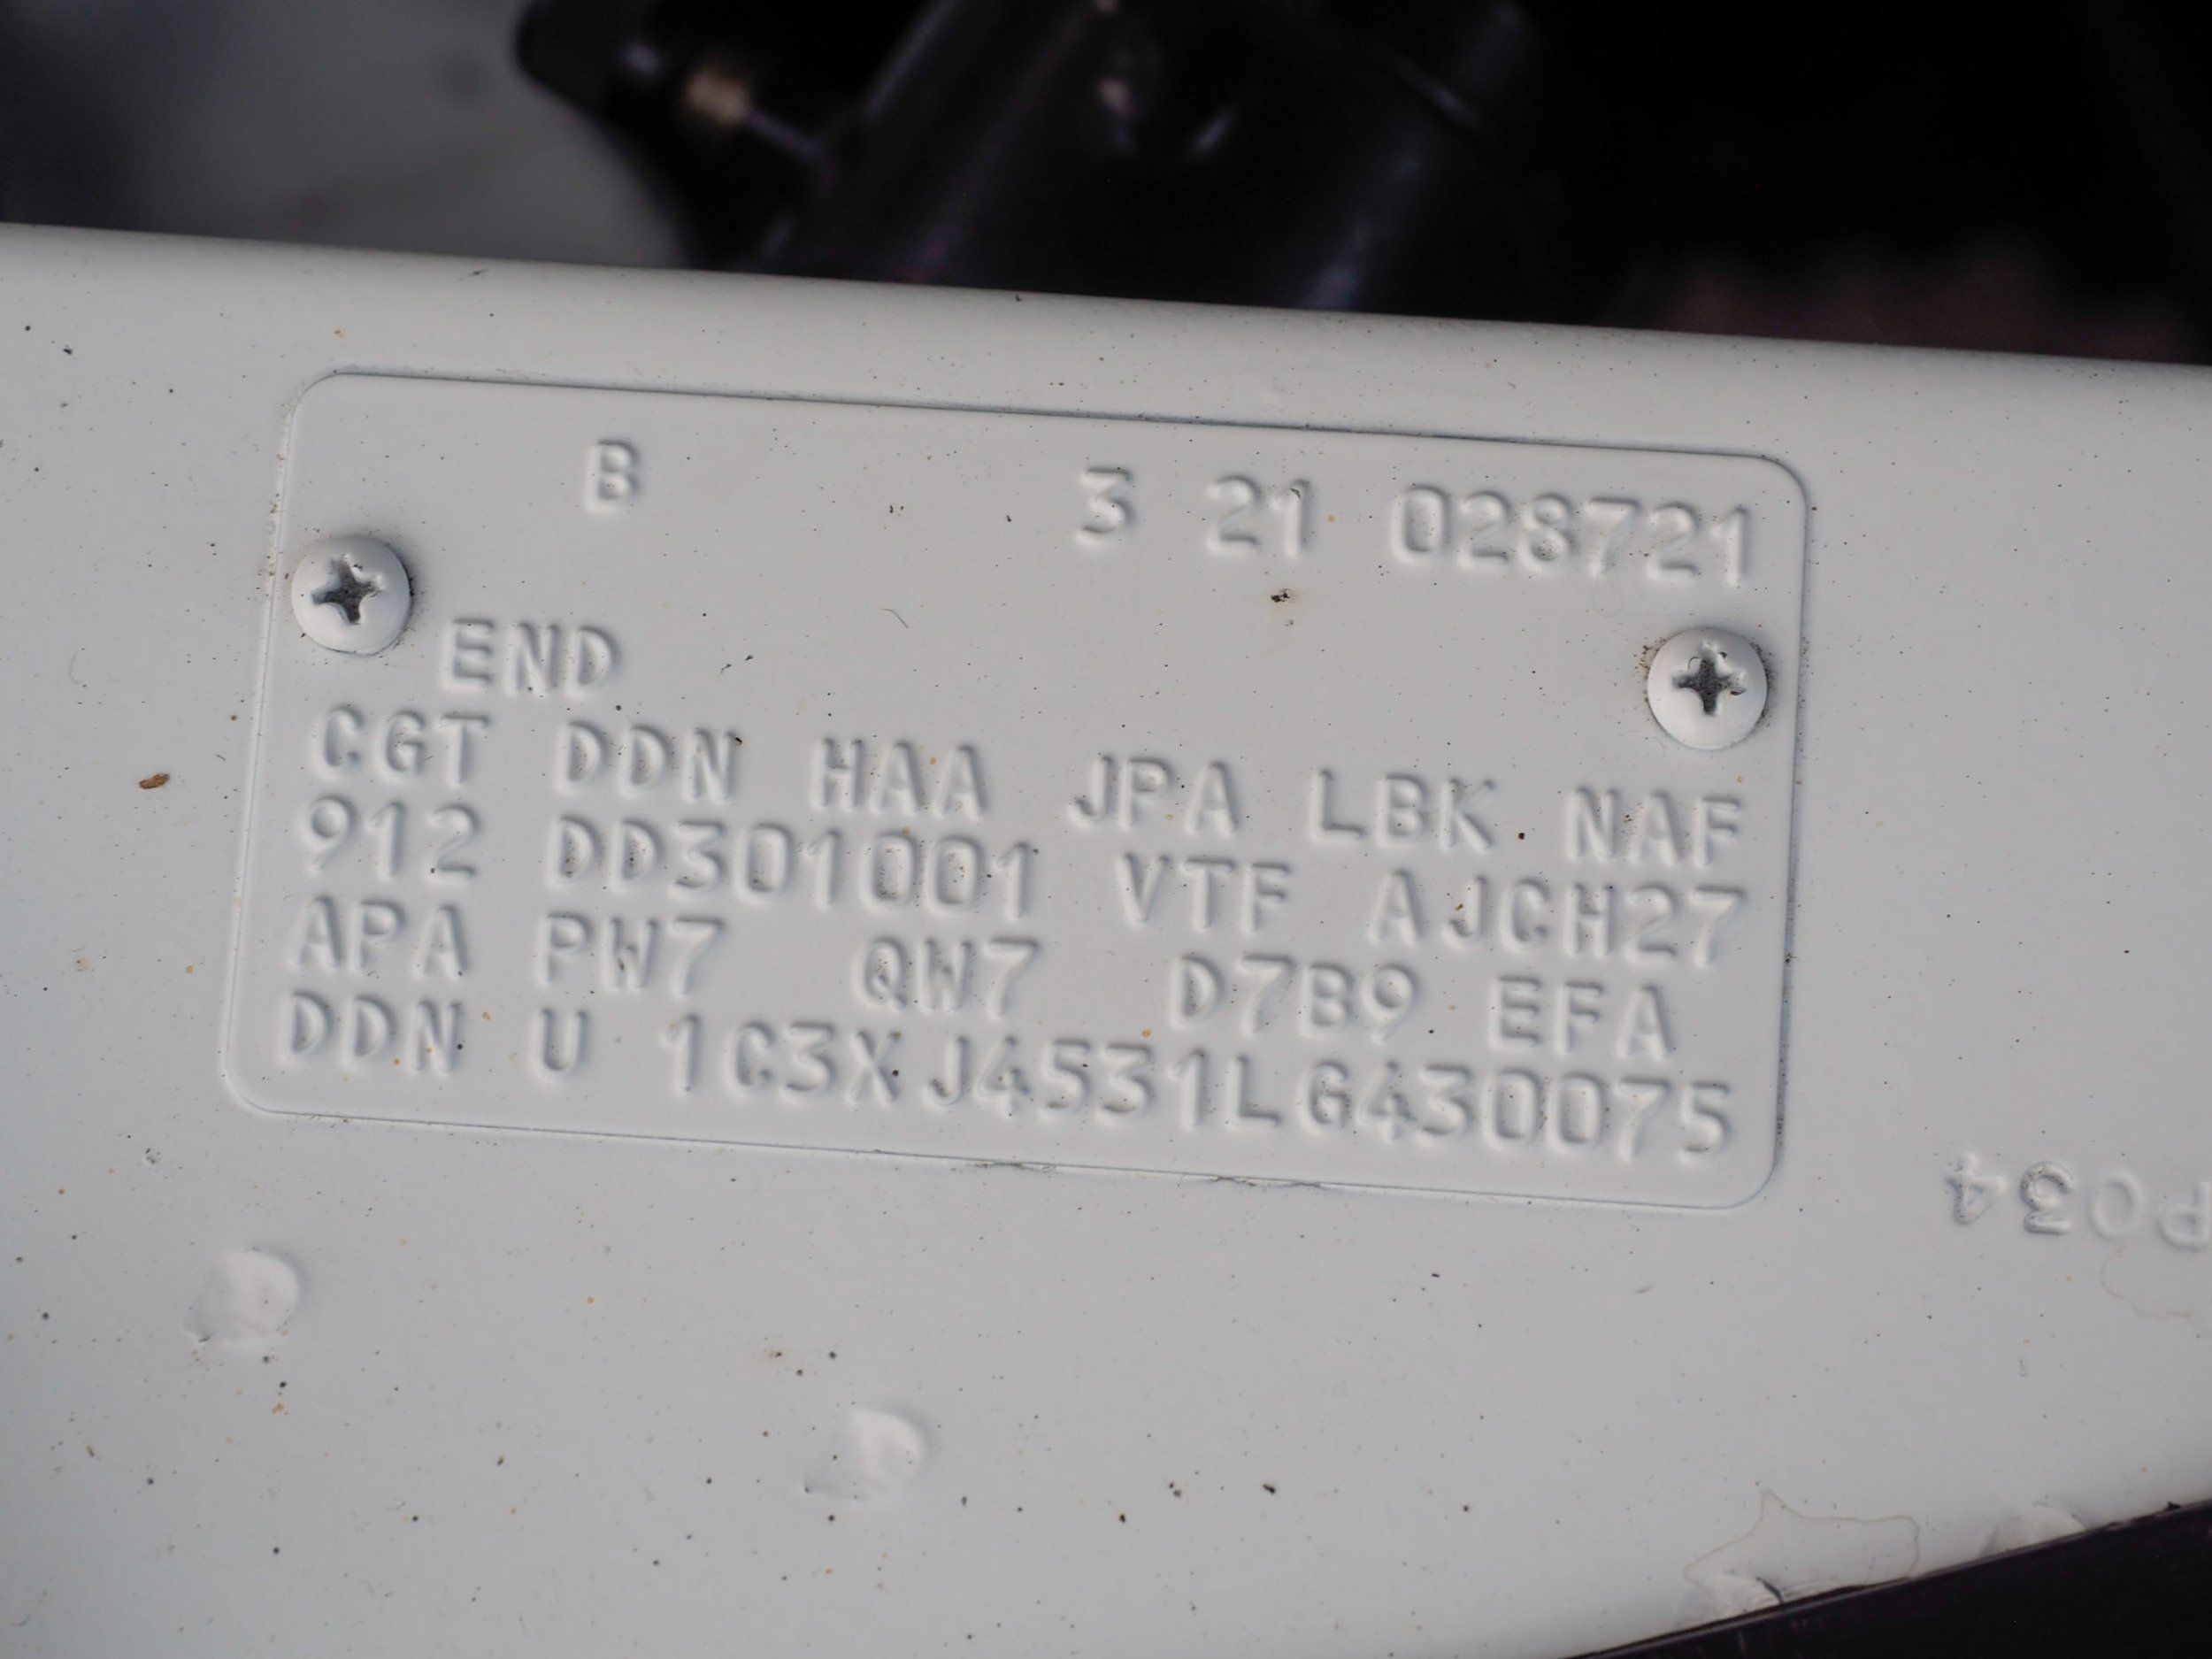 B 3 21 028721
END
CGT DDN HAA JPA LBK NAF
912 DD301001 VTF AJCH27
APA PW7 QW7 D7B9 EFA
DDN U 1C3XJ4531LG430075
P034